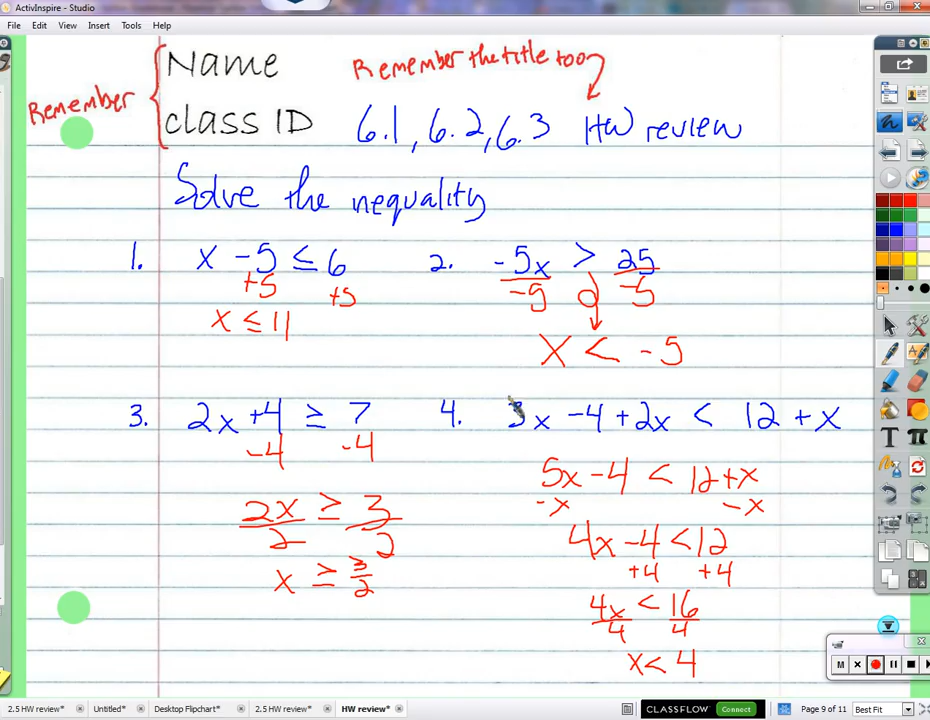 ActivInspire - Studio
File Edit View Insert Tools Help
Name
Remember the title too
Remember
class ID
6.1, 6.2, 6.3 HW review
Solve the inequality
1. x - 5 ≤ 6
+5 +5
x ≤ 11
2. -5x > 25
-5 -5
x < -5
3. 2x + 4 ≥ 7
-4 -4
2x ≥ 3
2 2
x ≥ 3/2
4. 3x - 4 + 2x < 12 + x
5x - 4 < 12 + x
-x -x
4x - 4 < 12
+4 +4
4x < 16
4 4
x < 4
M
2.5 HW review* Untitled* Desktop Flipchart* 2.5 HW review* HW review* CLASSFLOW Connect Page 9 of 11 Best Fit